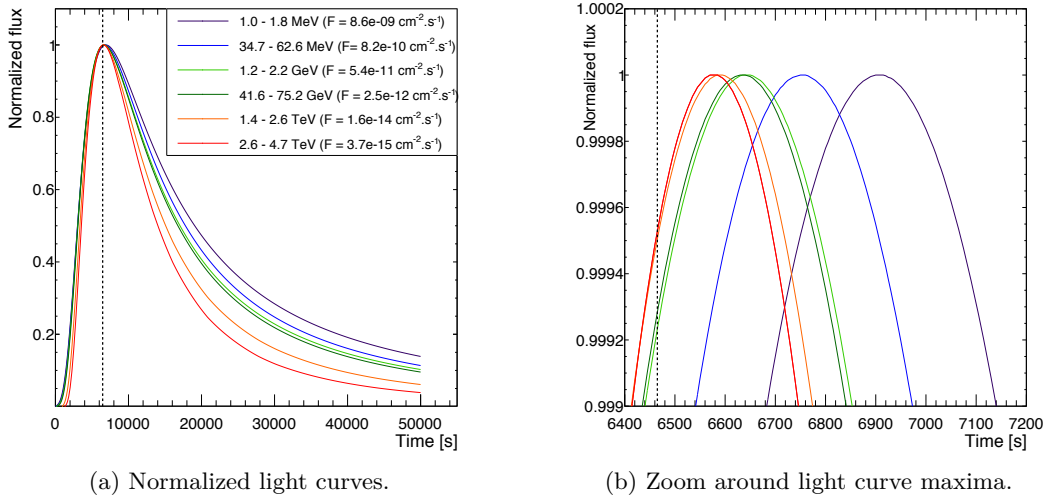 Normalized flux
1
0.8
0.6
0.4
0.2
0 10000 20000 30000 40000 50000
Time [s]
1.0 - 1.8 MeV (F = 8.6e-09 cm⁻².s⁻¹)
34.7 - 62.6 MeV (F= 8.2e-10 cm⁻².s⁻¹)
1.2 - 2.2 GeV (F = 5.4e-11 cm⁻².s⁻¹)
41.6 - 75.2 GeV (F = 2.5e-12 cm⁻².s⁻¹)
1.4 - 2.6 TeV (F = 1.6e-14 cm⁻².s⁻¹)
2.6 - 4.7 TeV (F = 3.7e-15 cm⁻².s⁻¹)
(a) Normalized light curves.
Normalized flux
1.0002
1
0.9998
0.9996
0.9994
0.9992
0.999
6400 6500 6600 6700 6800 6900 7000 7100 7200
Time [s]
(b) Zoom around light curve maxima.